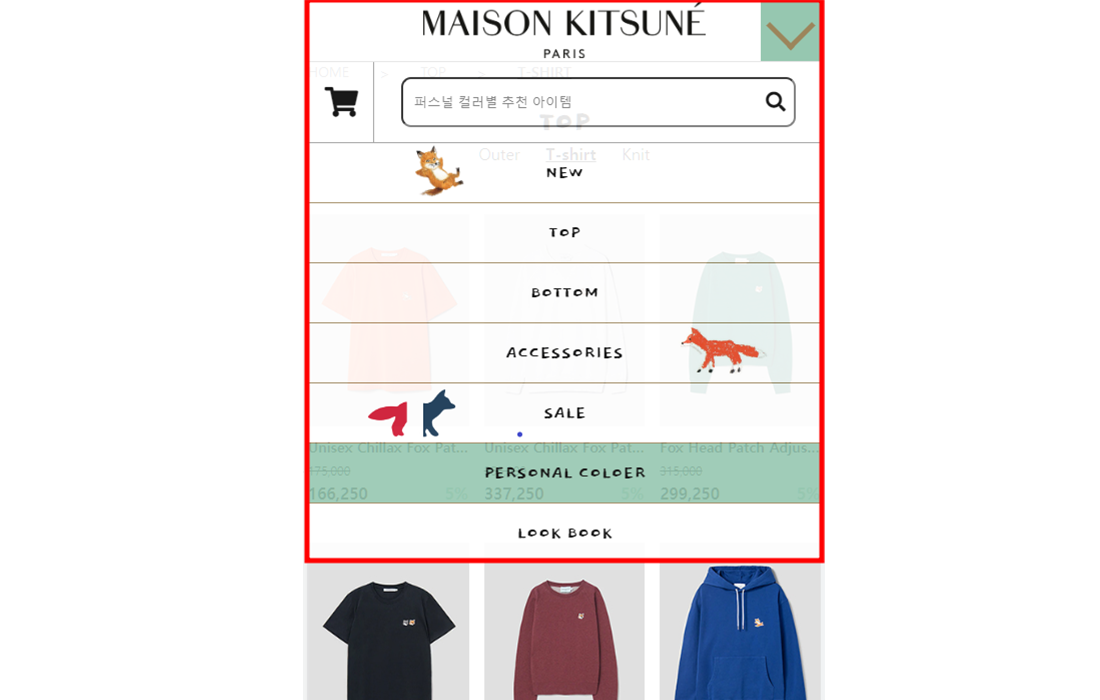 MAISON KITSUNÉ
PARIS
HOME > TOP > T-SHIRT
퍼스널 컬러별 추천 아이템
TOP
Outer T-shirt Knit
NEW
TOP
BOTTOM
ACCESSORIES
SALE
Unisex Chillax Fox Pat... Unisex Chillax Fox Pat... Fox Head Patch Adjus...
PERSONAL COLOER
175,000 315,000
166,250 5% 337,250 5% 299,250 5%
LOOK BOOK